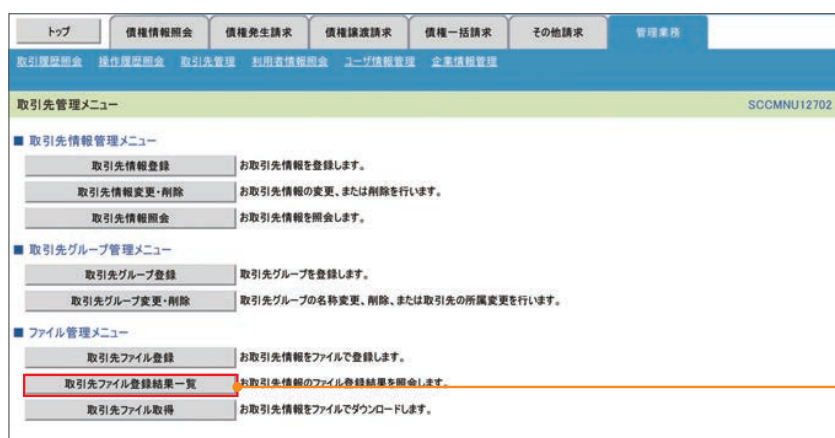 トップ 債権情報照会 債権発生請求 債権譲渡請求 債権一括請求 その他請求 管理業務
取引履歴照会 操作履歴照会 取引先管理 利用者情報照会 ユーザ情報管理 企業情報管理
取引先管理メニュー SCCMNU12702
■ 取引先情報管理メニュー
取引先情報登録 お取引先情報を登録します。
取引先情報変更・削除 お取引先情報の変更、または削除を行います。
取引先情報照会 お取引先情報を照会します。
■ 取引先グループ管理メニュー
取引先グループ登録 取引先グループを登録します。
取引先グループ変更・削除 取引先グループの名称変更、削除、または取引先の所属変更を行います。
■ ファイル管理メニュー
取引先ファイル登録 お取引先情報をファイルで登録します。
取引先ファイル登録結果一覧 お取引先情報のファイル登録結果を照会します。
取引先ファイル取得 お取引先情報をファイルでダウンロードします。